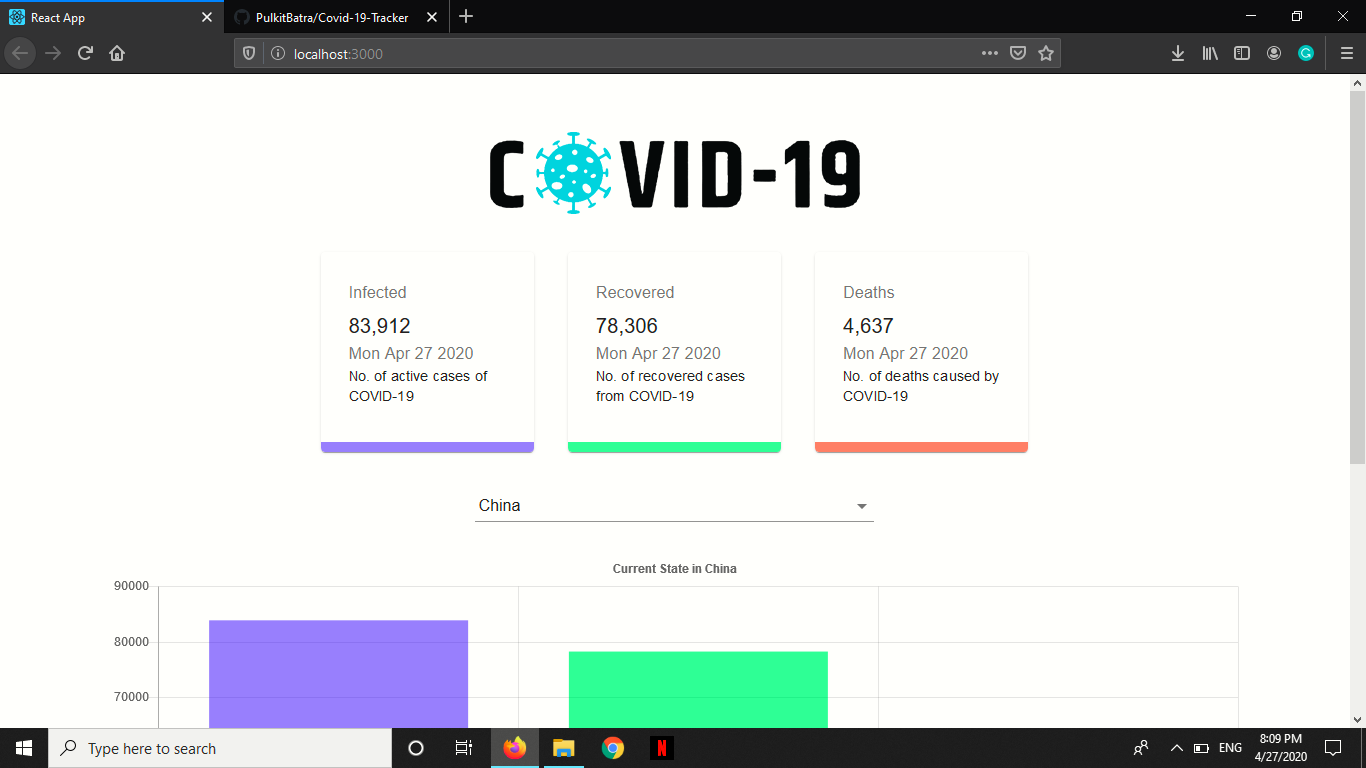 React App
PulkitBatra/Covid-19-Tracker
localhost:3000
COVID-19
Infected
83,912
Mon Apr 27 2020
No. of active cases of
COVID-19
Recovered
78,306
Mon Apr 27 2020
No. of recovered cases
from COVID-19
Deaths
4,637
Mon Apr 27 2020
No. of deaths caused by
COVID-19
China
Current State in China
90000
80000
70000
Type here to search
N
ENG
8:09 PM
4/27/2020